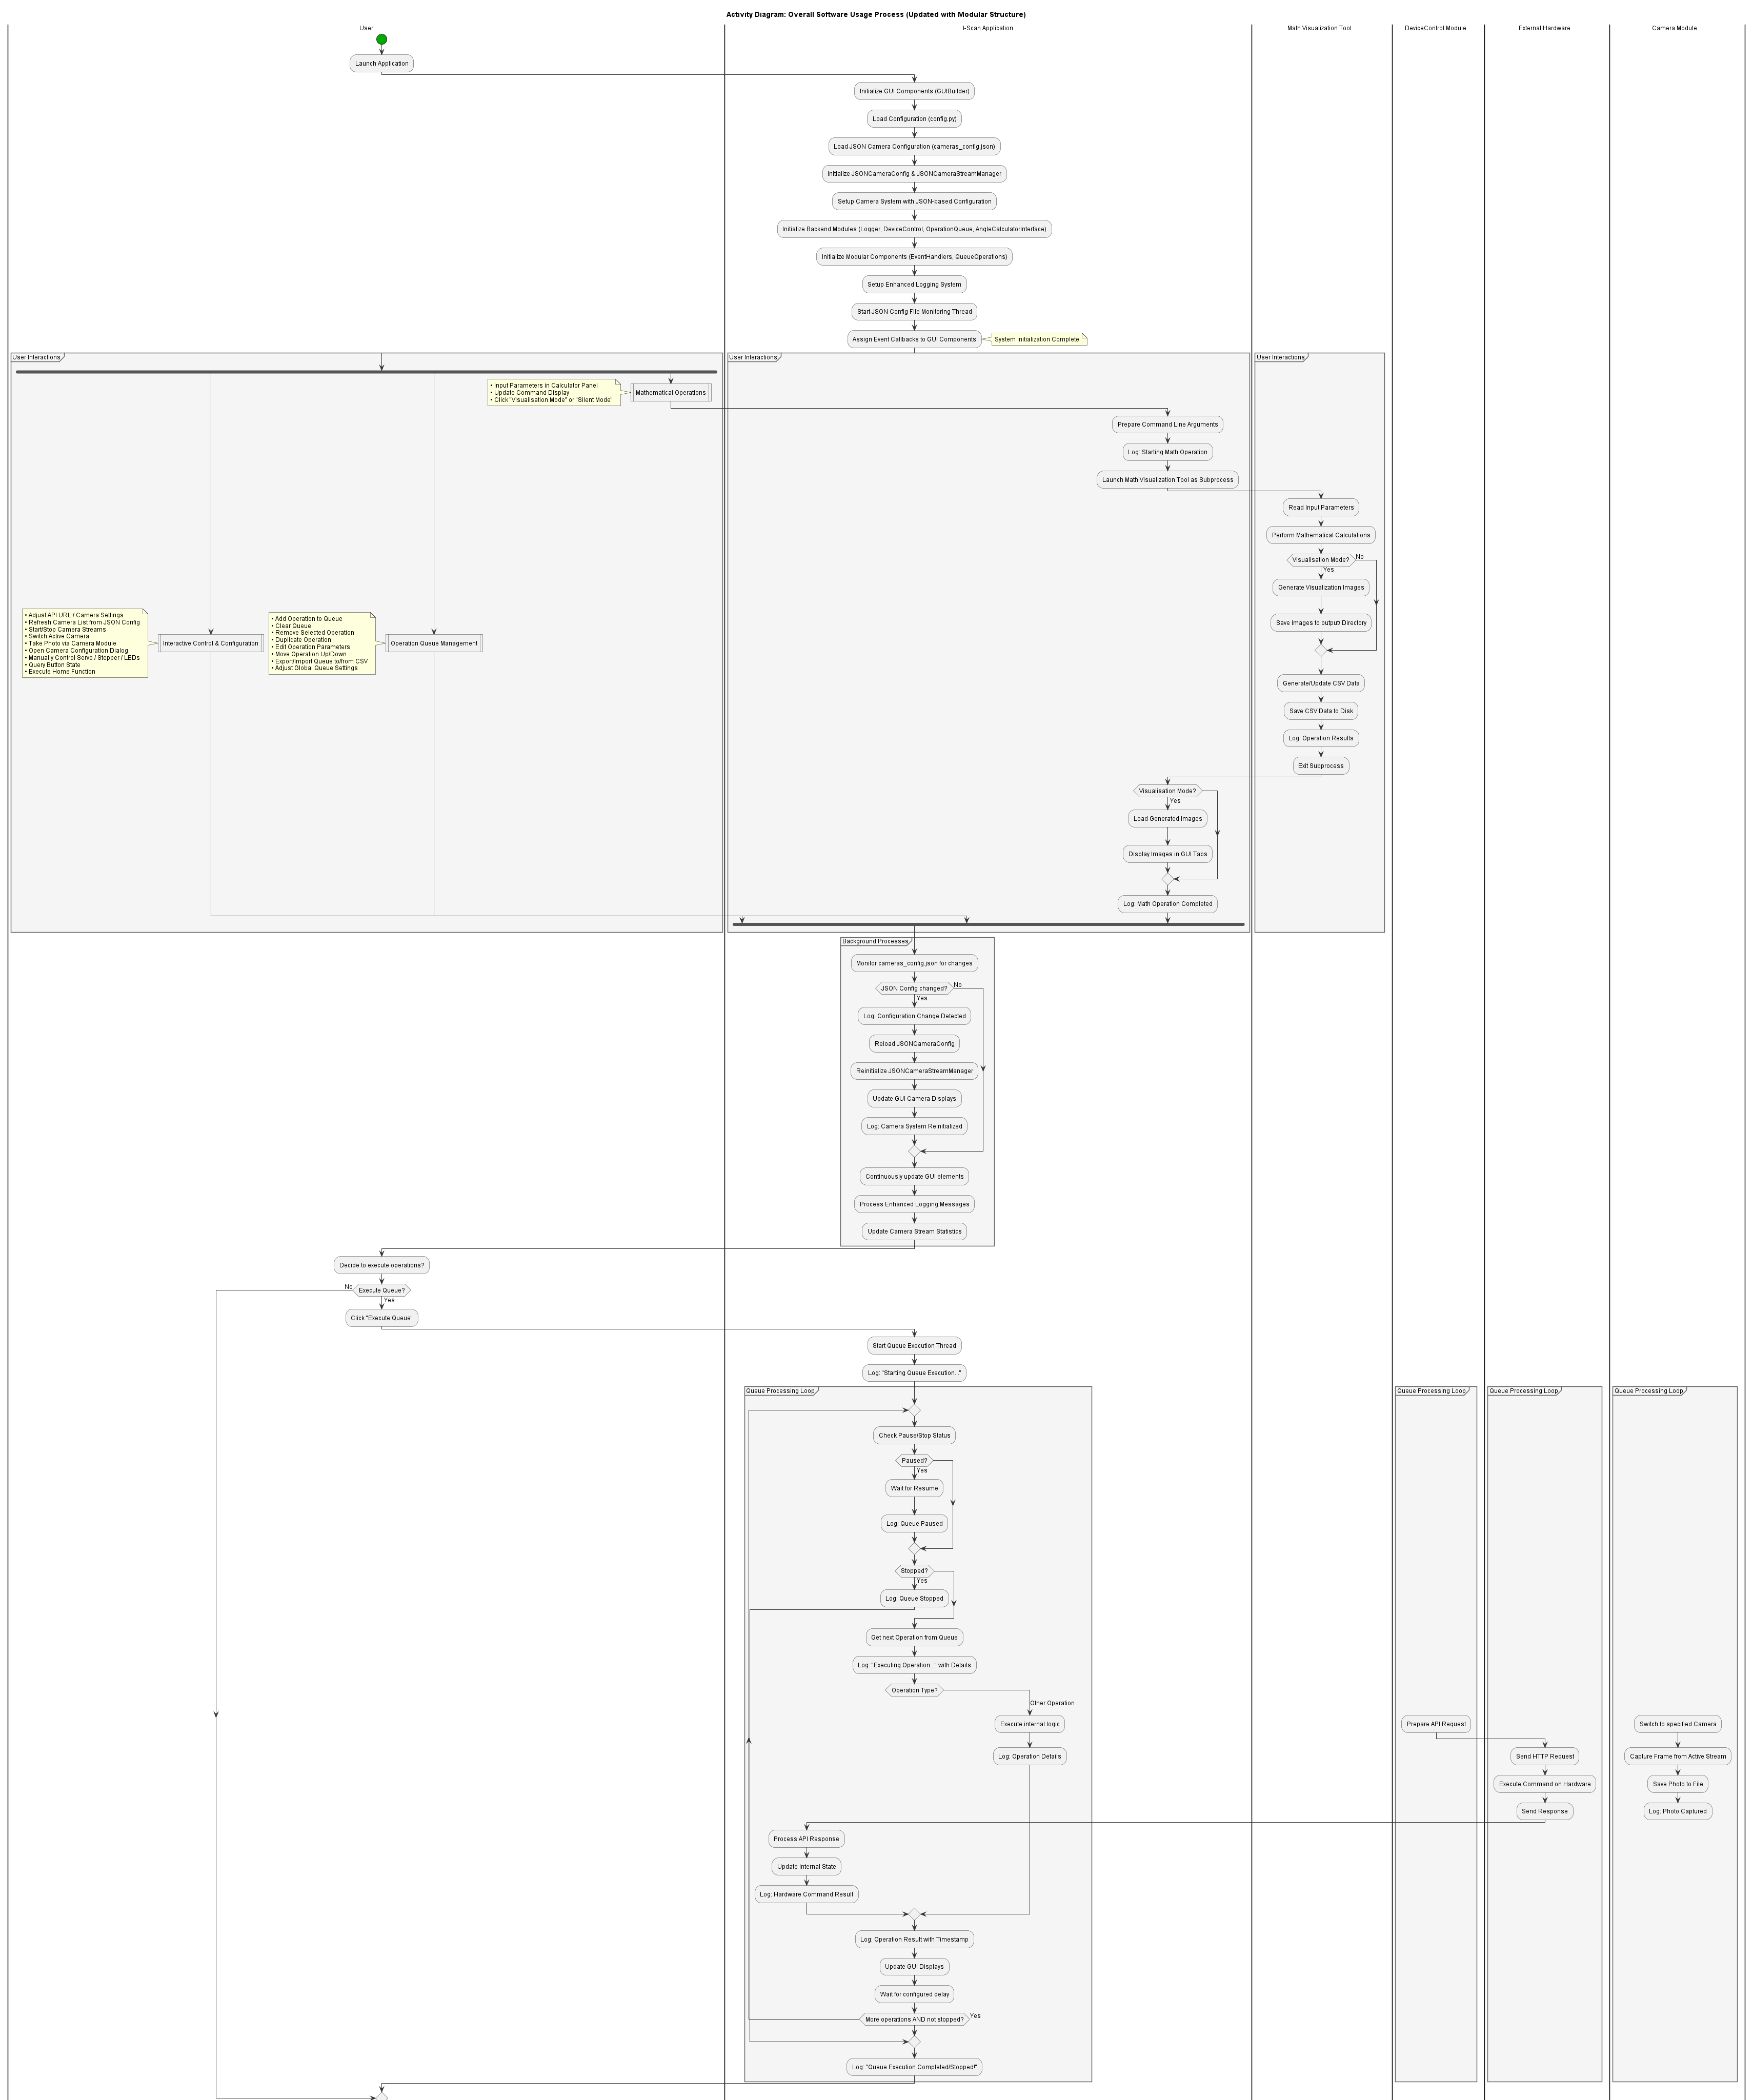 Activity Diagram: Overall Software Usage Process (Updated with Modular Structure)
User
I-Scan Application
Math Visualization Tool
DeviceControl Module
External Hardware
Camera Module
Launch Application
Initialize GUI Components (GUIBuilder)
Load Configuration (config.py)
Load JSON Camera Configuration (cameras_config.json)
Initialize JSONCameraConfig & JSONCameraStreamManager
Setup Camera System with JSON-based Configuration
Initialize Backend Modules (Logger, DeviceControl, OperationQueue, AngleCalculatorInterface)
Initialize Modular Components (EventHandlers, QueueOperations)
Setup Enhanced Logging System
Start JSON Config File Monitoring Thread
Assign Event Callbacks to GUI Components
System Initialization Complete
User Interactions
User Interactions
User Interactions
• Input Parameters in Calculator Panel
• Update Command Display
• Click "Visualisation Mode" or "Silent Mode"
Mathematical Operations
Prepare Command Line Arguments
Log: Starting Math Operation
Launch Math Visualization Tool as Subprocess
Read Input Parameters
Perform Mathematical Calculations
Visualisation Mode?
No
Yes
Generate Visualization Images
Save Images to output/ Directory
• Adjust API URL / Camera Settings
• Refresh Camera List from JSON Config
• Start/Stop Camera Streams
• Switch Active Camera
• Take Photo via Camera Module
• Open Camera Configuration Dialog
• Manually Control Servo / Stepper / LEDs
• Query Button State
• Execute Home Function
Interactive Control & Configuration
• Add Operation to Queue
• Clear Queue
• Remove Selected Operation
• Duplicate Operation
• Edit Operation Parameters
• Move Operation Up/Down
• Export/Import Queue to/from CSV
• Adjust Global Queue Settings
Operation Queue Management
Generate/Update CSV Data
Save CSV Data to Disk
Log: Operation Results
Exit Subprocess
Visualisation Mode?
Yes
Load Generated Images
Display Images in GUI Tabs
Log: Math Operation Completed
Background Processes
Monitor cameras_config.json for changes
JSON Config changed?
No
Yes
Log: Configuration Change Detected
Reload JSONCameraConfig
Reinitialize JSONCameraStreamManager
Update GUI Camera Displays
Log: Camera System Reinitialized
Continuously update GUI elements
Process Enhanced Logging Messages
Update Camera Stream Statistics
Decide to execute operations?
No
Execute Queue?
Yes
Click "Execute Queue"
Start Queue Execution Thread
Log: "Starting Queue Execution..."
Queue Processing Loop
Queue Processing Loop
Queue Processing Loop
Queue Processing Loop
Check Pause/Stop Status
Paused?
Yes
Wait for Resume
Log: Queue Paused
Stopped?
Yes
Log: Queue Stopped
Get next Operation from Queue
Log: "Executing Operation..." with Details
Operation Type?
Other Operation
Execute internal logic
Log: Operation Details
Prepare API Request
Send HTTP Request
Execute Command on Hardware
Send Response
Switch to specified Camera
Capture Frame from Active Stream
Save Photo to File
Log: Photo Captured
Process API Response
Update Internal State
Log: Hardware Command Result
Log: Operation Result with Timestamp
Update GUI Displays
Wait for configured delay
More operations AND not stopped?
Yes
Log: "Queue Execution Completed/Stopped!"